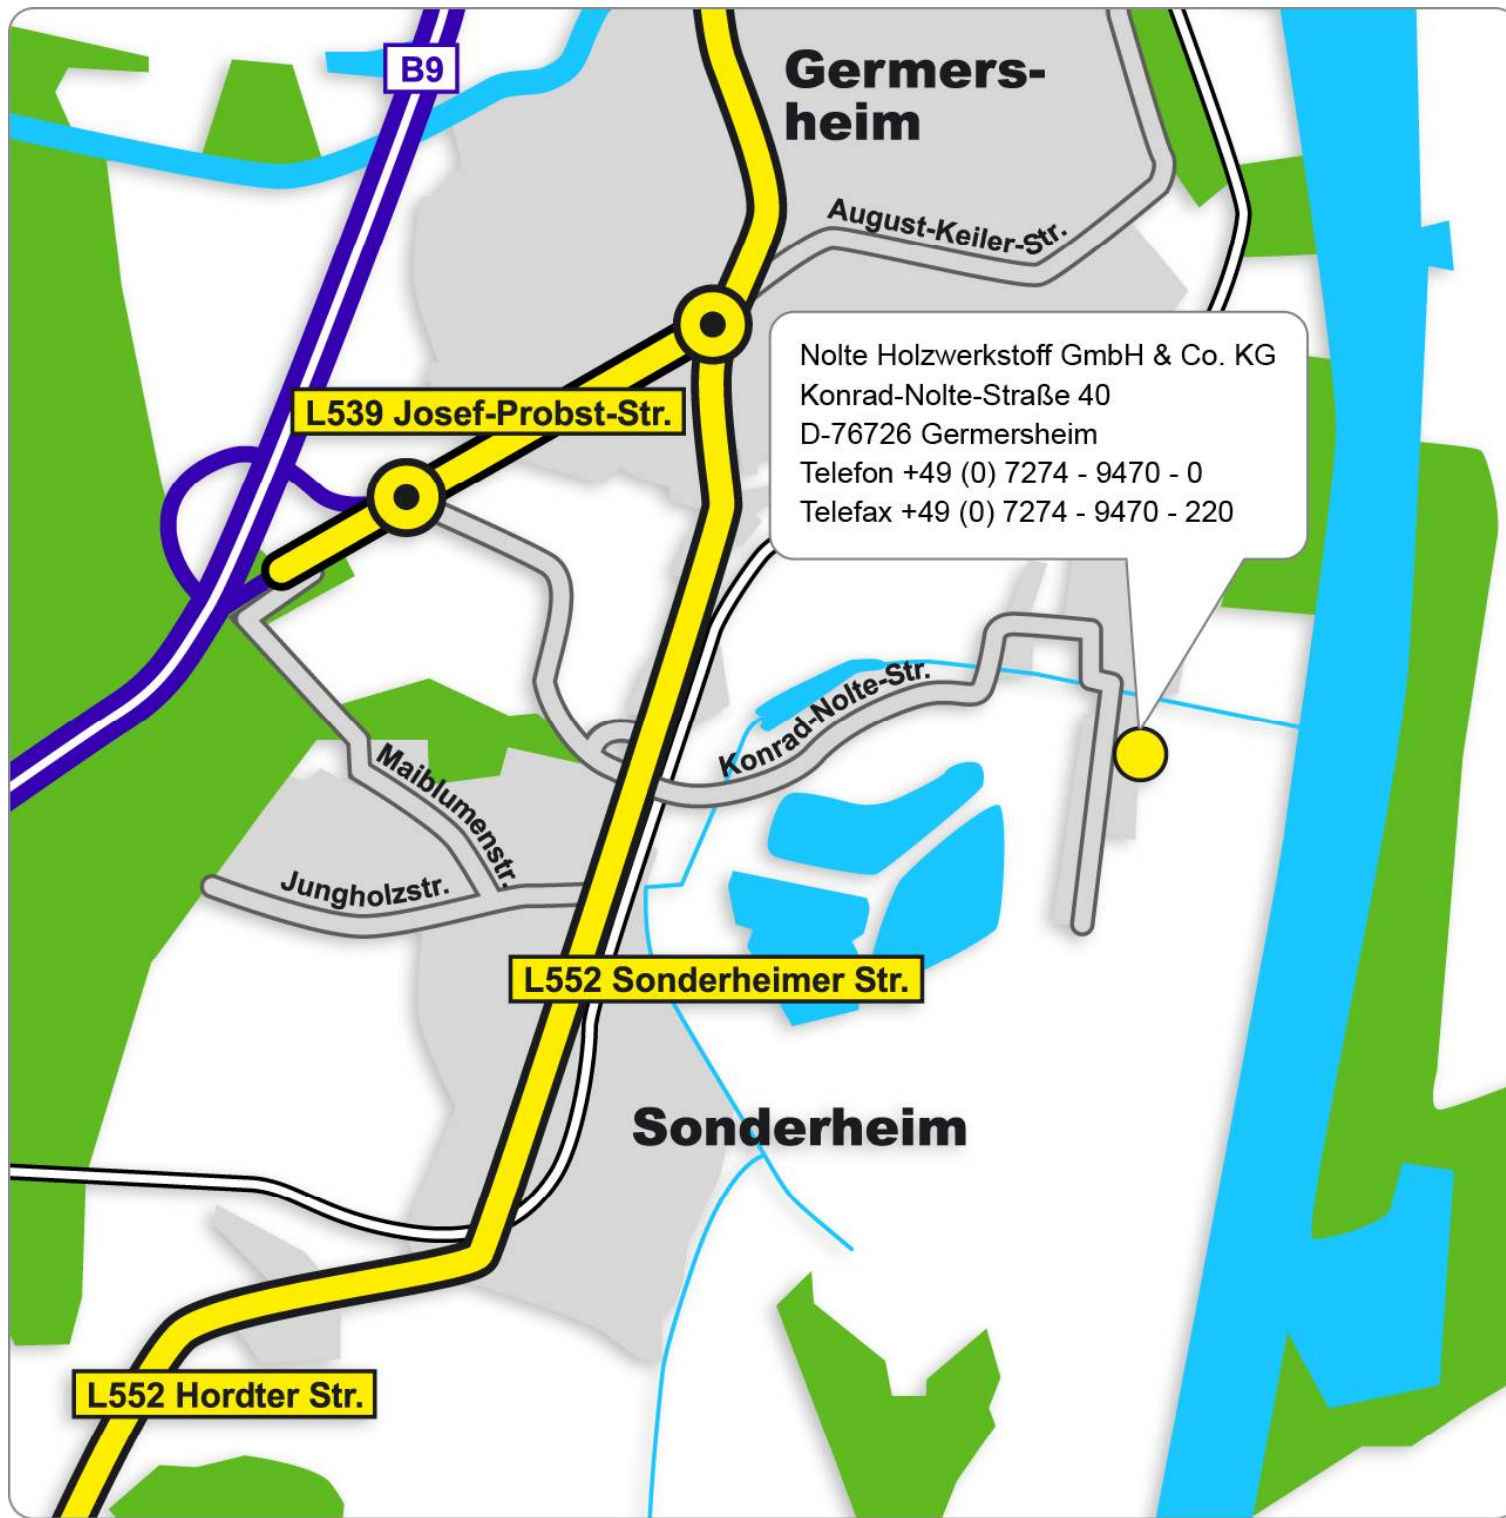 B9
Germers-
heim
August-Keiler-Str.
Nolte Holzwerkstoff GmbH & Co. KG
Konrad-Nolte-Straße 40
D-76726 Germersheim
Telefon +49 (0) 7274 - 9470 - 0
Telefax +49 (0) 7274 - 9470 - 220
L539 Josef-Probst-Str.
Konrad-Nolte-Str.
Maiblumenstr.
Jungholzstr.
L552 Sonderheimer Str.
Sonderheim
L552 Hordter Str.